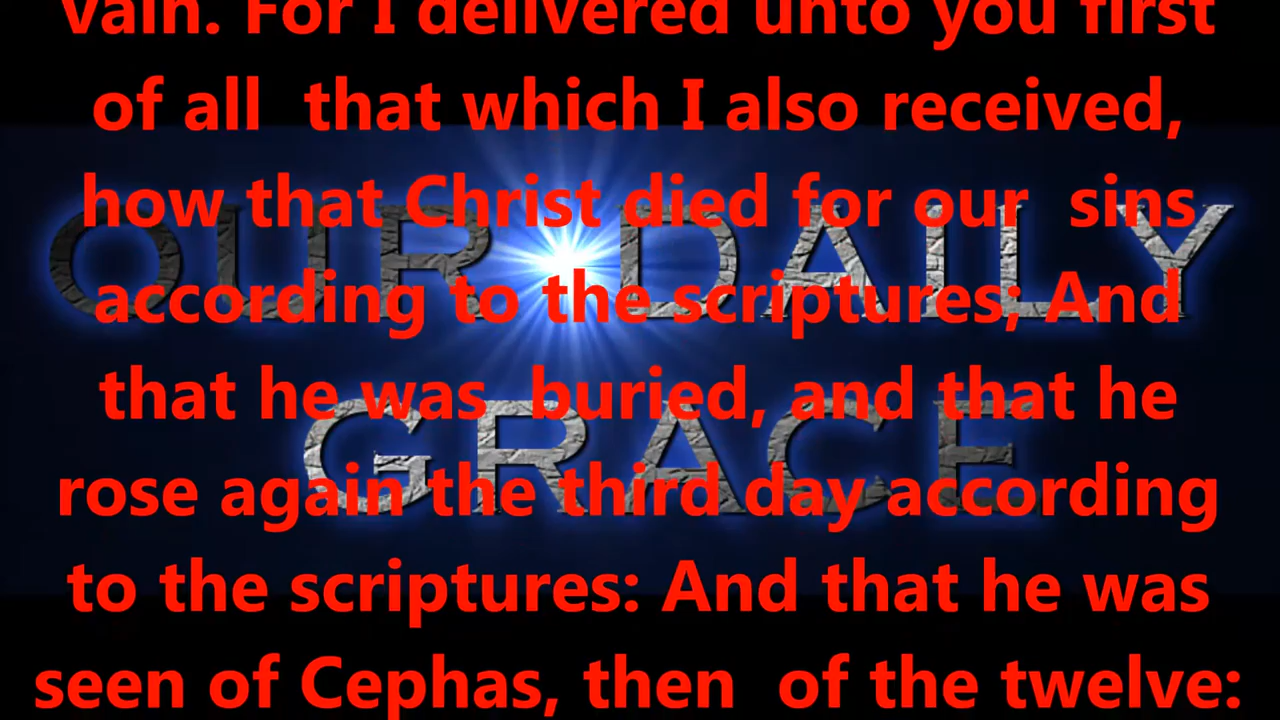 vain. For I delivered unto you first
of all that which I also received,
how that Christ died for our sins
according to the scriptures; And
that he was buried, and that he
rose again the third day according
to the scriptures: And that he was
seen of Cephas, then of the twelve:
OUR DAILY
GRACE